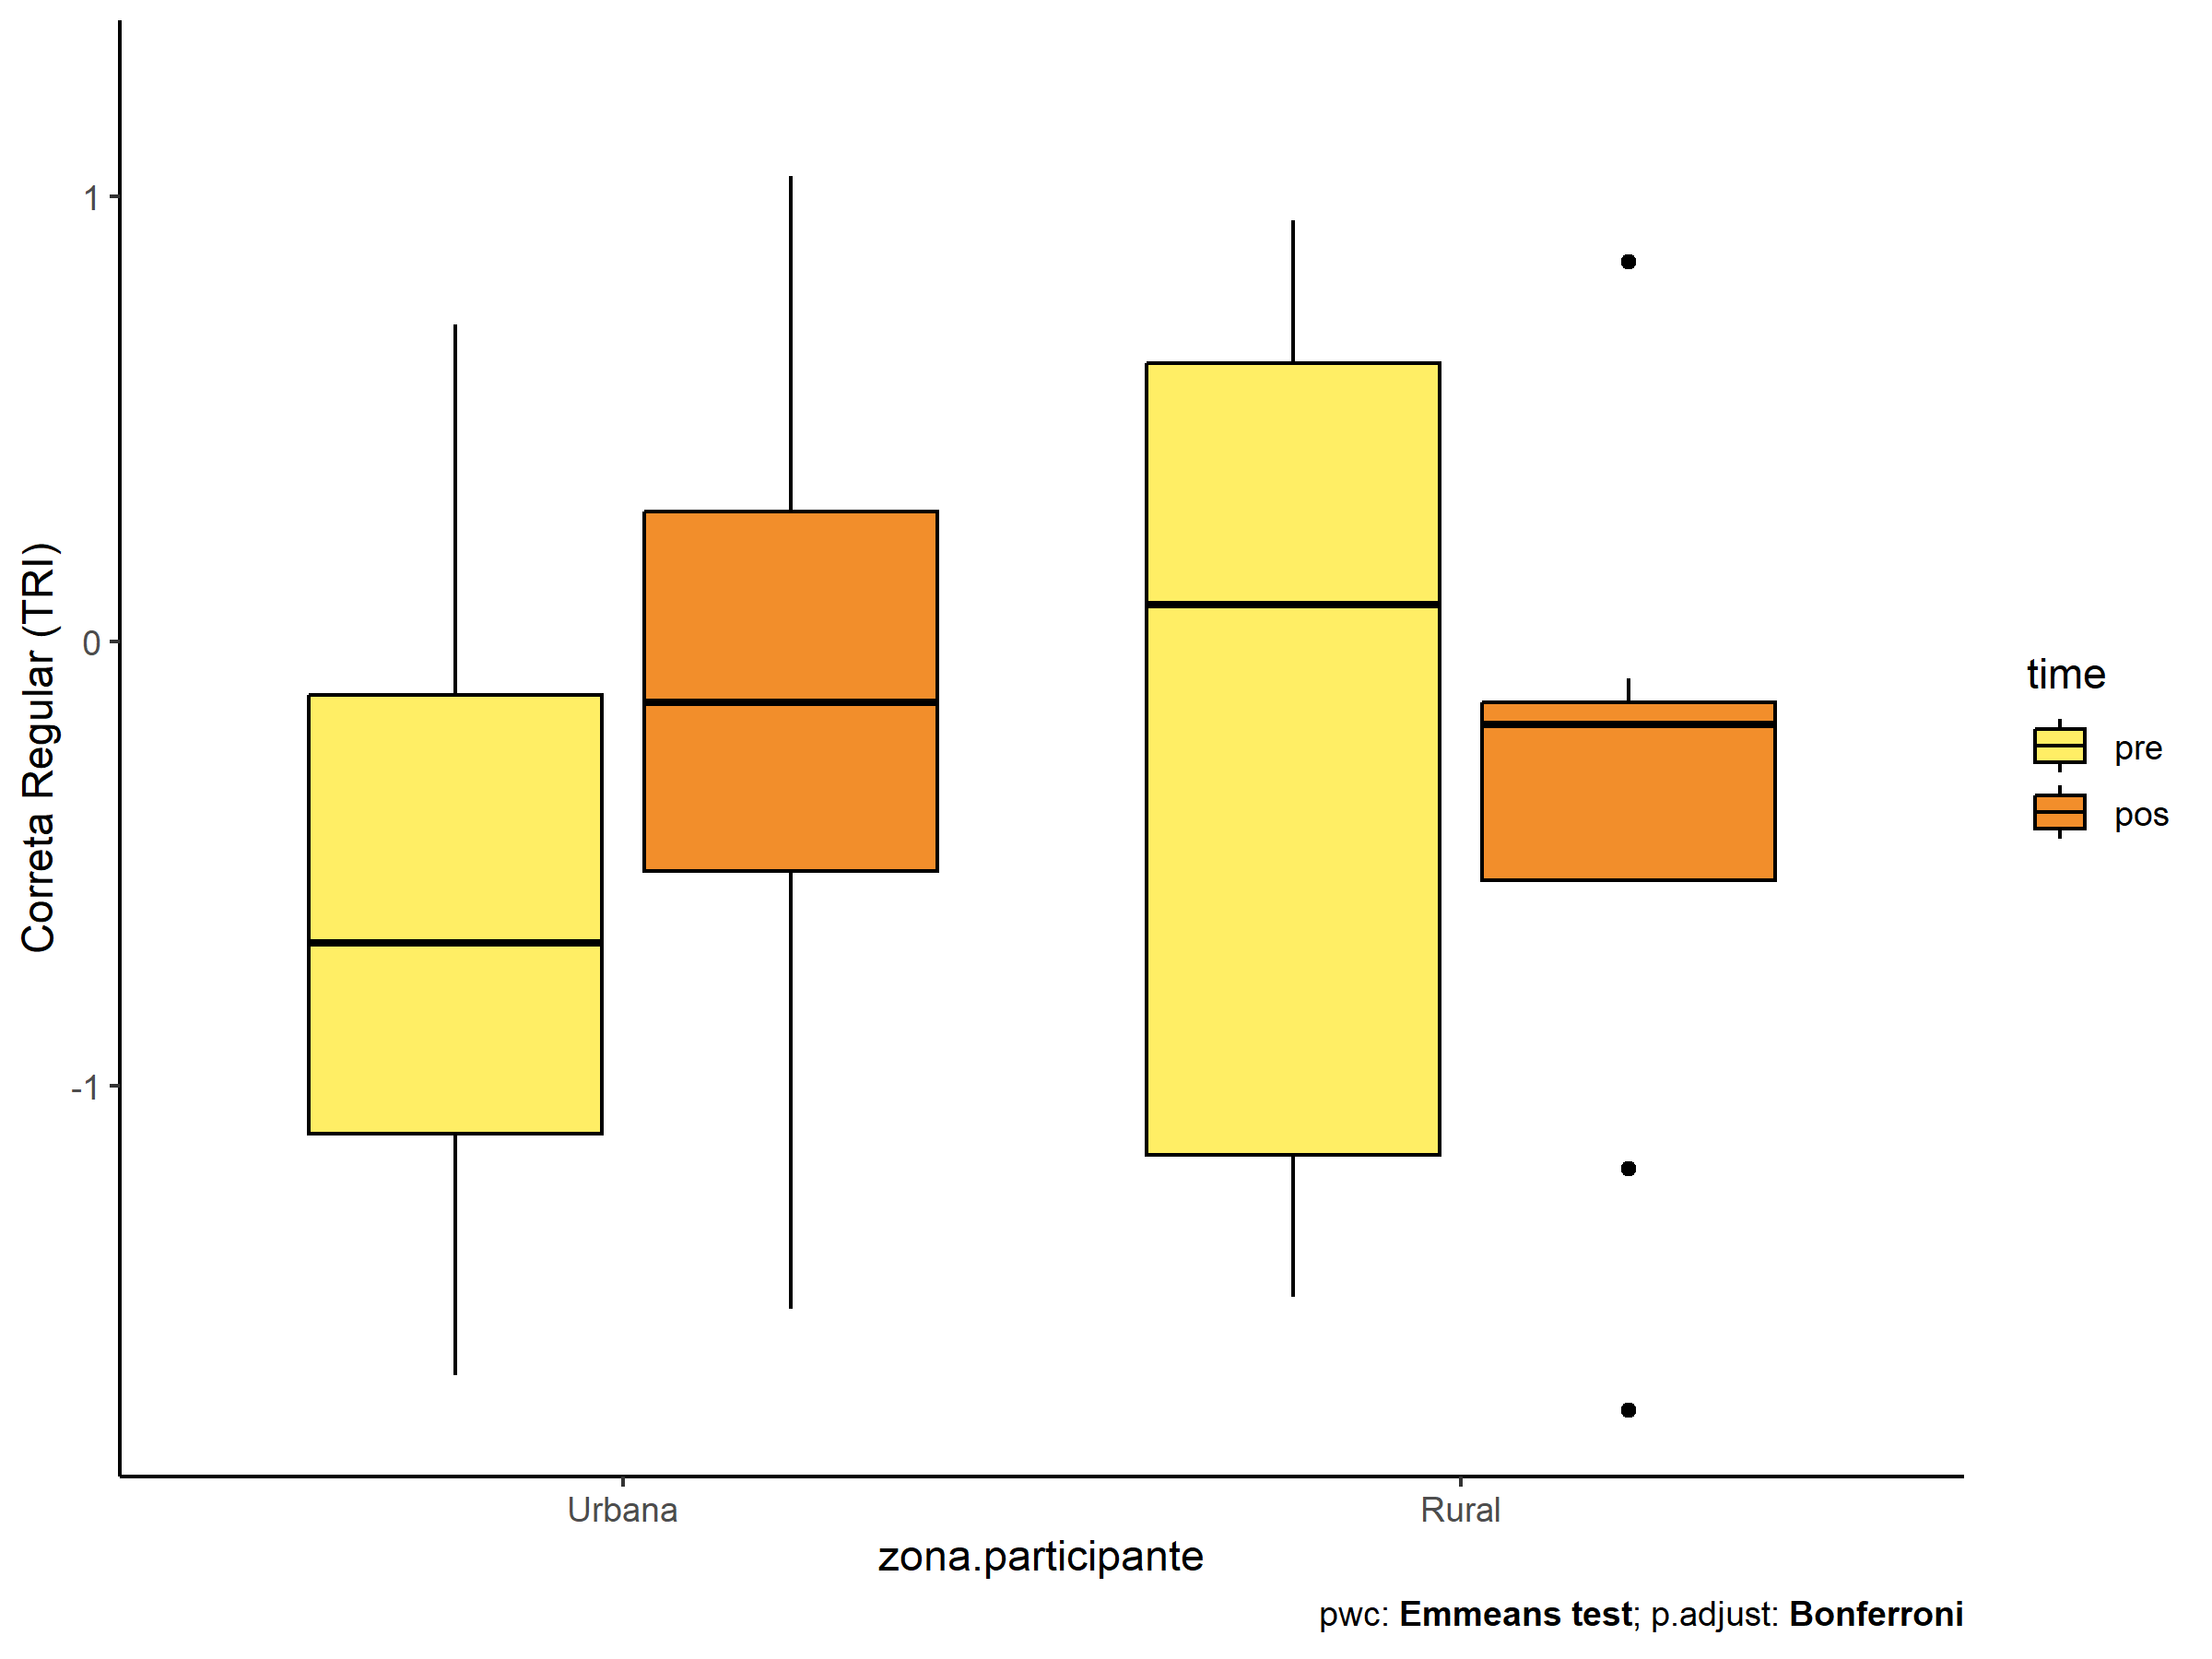 Correta Regular (TRI)
1
0
-1
Urbana
Rural
zona.participante
time
pre
pos
pwc: Emmeans test; p.adjust: Bonferroni